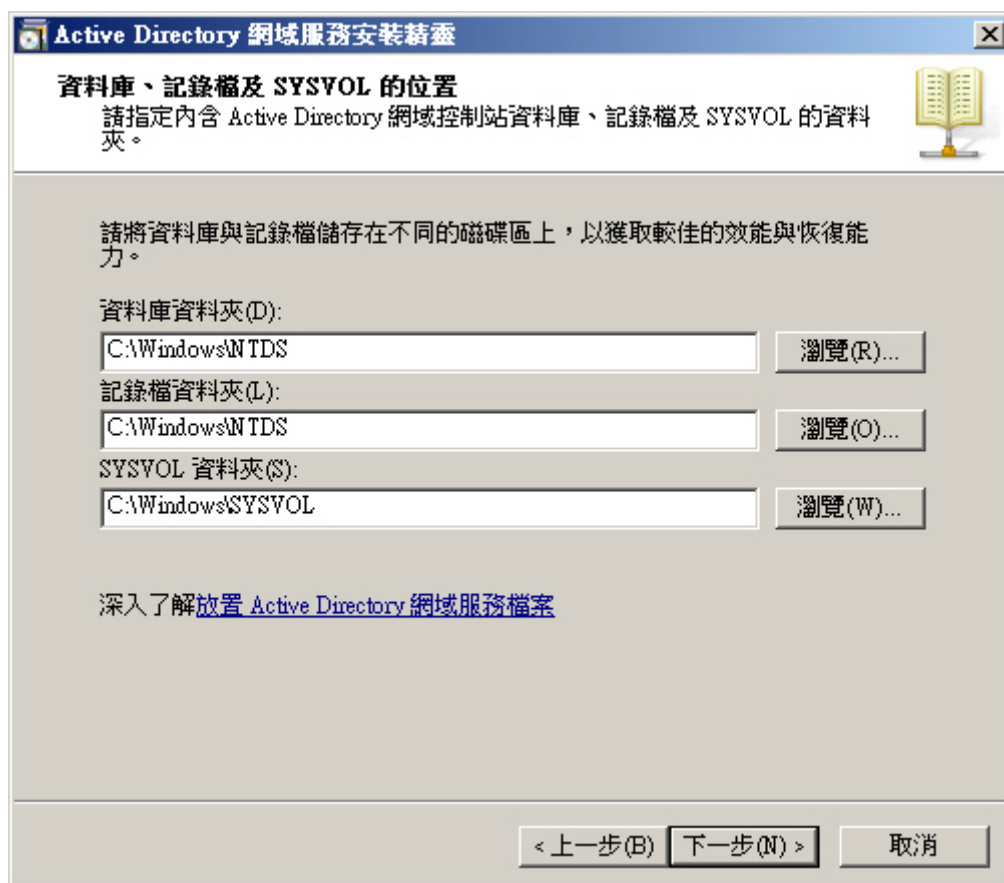 Active Directory 網域服務安裝精靈
資料庫、記錄檔及 SYSVOL 的位置
請指定內含 Active Directory 網域控制站資料庫、記錄檔及 SYSVOL 的資料
夾。
請將資料庫與記錄檔儲存在不同的磁碟區上，以獲取較佳的效能與恢復能
力。
資料庫資料夾(D):
C:\Windows\NTDS
瀏覽(R)...
記錄檔資料夾(L):
C:\Windows\NTDS
瀏覽(O)...
SYSVOL 資料夾(S):
C:\Windows\SYSVOL
瀏覽(W)...
深入了解放置 Active Directory 網域服務檔案
< 上一步(B) 下一步(N) > 取消